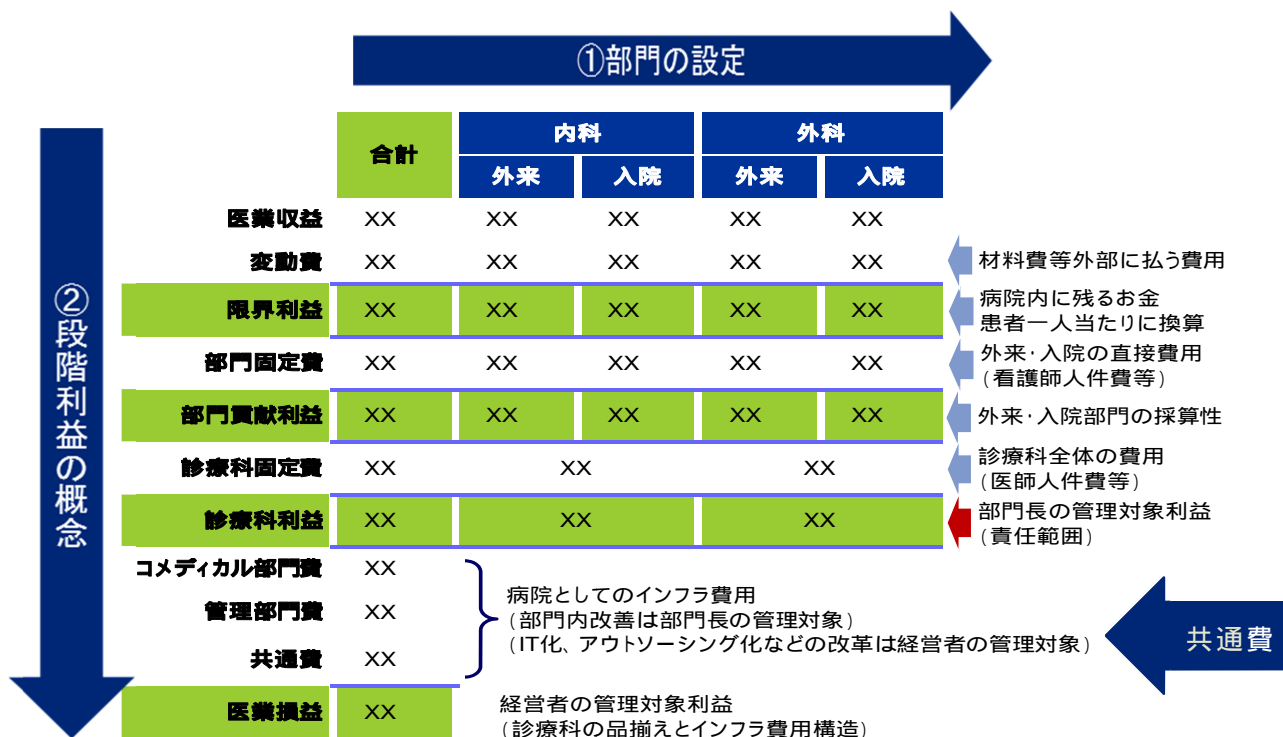 ①部門の設定
②段階利益の概念
合計 内科 外科
外来 入院 外来 入院
医業収益 XX XX XX XX XX
変動費 XX XX XX XX XX 材料費等外部に払う費用
限界利益 XX XX XX XX XX 病院内に残るお金
患者一人当たりに換算
部門固定費 XX XX XX XX XX 外来･入院の直接費用
(看護師人件費等)
部門貢献利益 XX XX XX XX XX 外来･入院部門の採算性
診療科固定費 XX XX XX 診療科全体の費用
(医師人件費等)
診療科利益 XX XX XX 部門長の管理対象利益
(責任範囲)
コメディカル部門費 XX
管理部門費 XX
共通費 XX
病院としてのインフラ費用
(部門内改善は部門長の管理対象)
(IT化、アウトソーシング化などの改革は経営者の管理対象)
共通費
医業損益 XX 経営者の管理対象利益
(診療科の品揃えとインフラ費用構造)